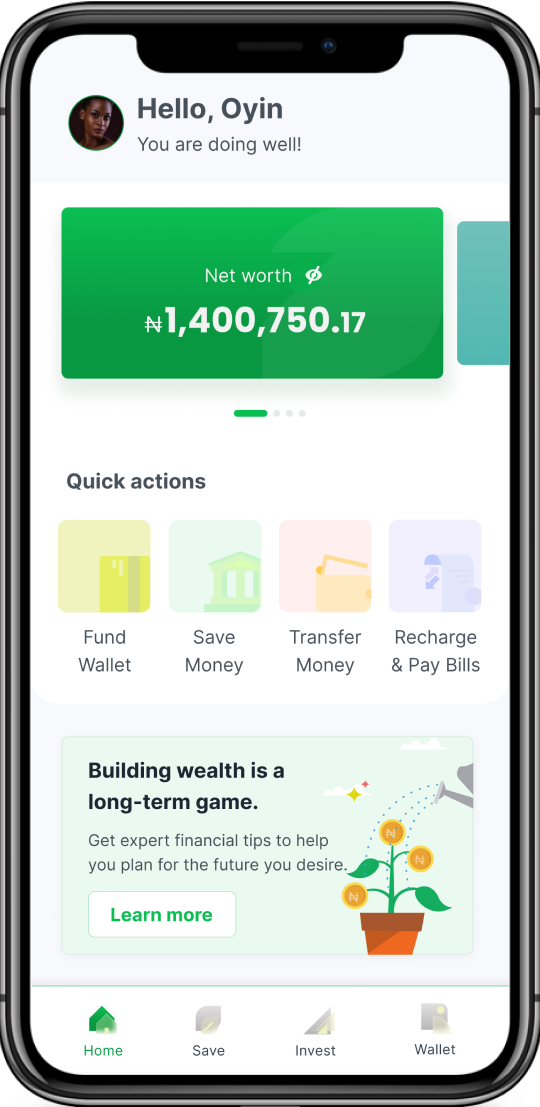 Hello, Oyin
You are doing well!
Net worth
₦1,400,750.17
Quick actions
Fund
Wallet
Save
Money
Transfer
Money
Recharge
& Pay Bills
Building wealth is a
long-term game.
Get expert financial tips to help
you plan for the future you desire.
₦
₦
₦
Learn more
Home
Save
Invest
Wallet